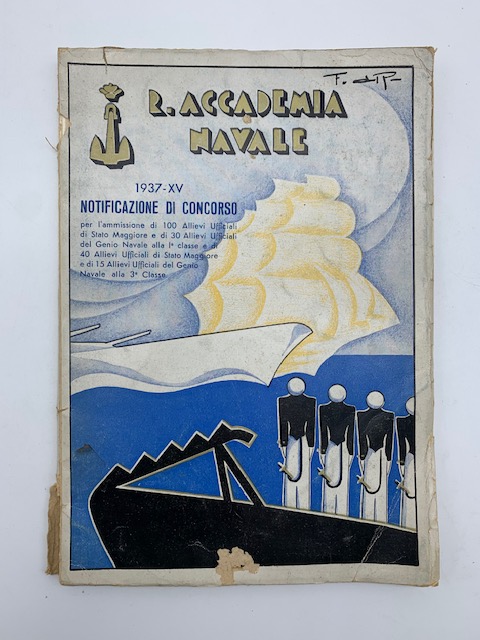 R. ACCADEMIA
NAVALE
1937-XV
NOTIFICAZIONE DI CONCORSO
per l'ammissione di 100 Allievi Ufficiali
di Stato Maggiore e di 30 Allievi Ufficiali
del Genio Navale alla Iª classe e di
40 Allievi Ufficiali di Stato Maggiore
e di 15 Allievi Ufficiali del Genio
Navale alla 3ª Classe